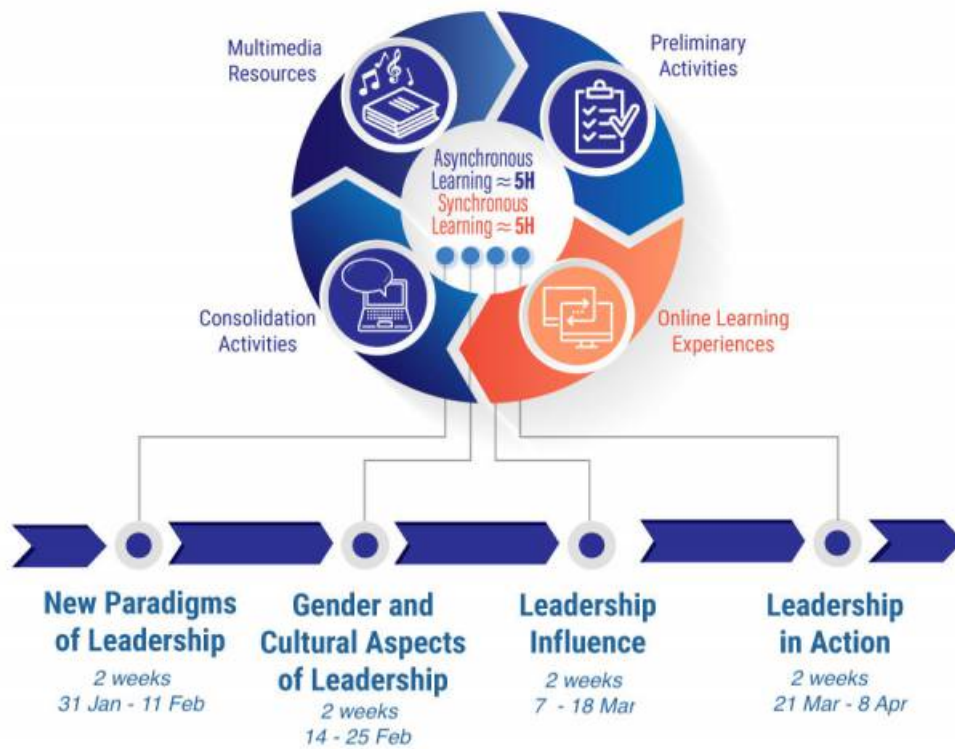 Multimedia
Resources
Preliminary
Activities
Asynchronous
Learning ≈ 5H
Synchronous
Learning ≈ 5H
Consolidation
Activities
Online Learning
Experiences
New Paradigms
of Leadership
2 weeks
31 Jan - 11 Feb
Gender and
Cultural Aspects
of Leadership
2 weeks
14 - 25 Feb
Leadership
Influence
2 weeks
7 - 18 Mar
Leadership
in Action
2 weeks
21 Mar - 8 Apr